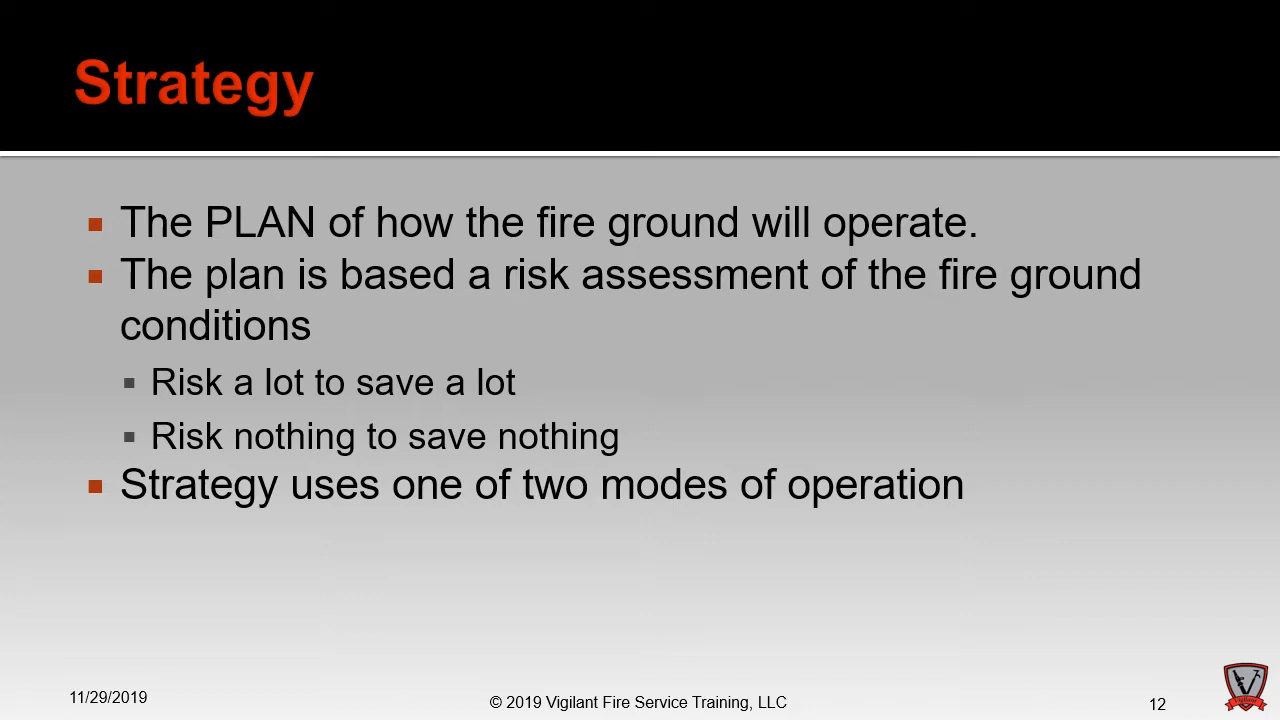 Strategy
The PLAN of how the fire ground will operate.
The plan is based a risk assessment of the fire ground
conditions
Risk a lot to save a lot
Risk nothing to save nothing
Strategy uses one of two modes of operation
11/29/2019
© 2019 Vigilant Fire Service Training, LLC
12
Vigilant